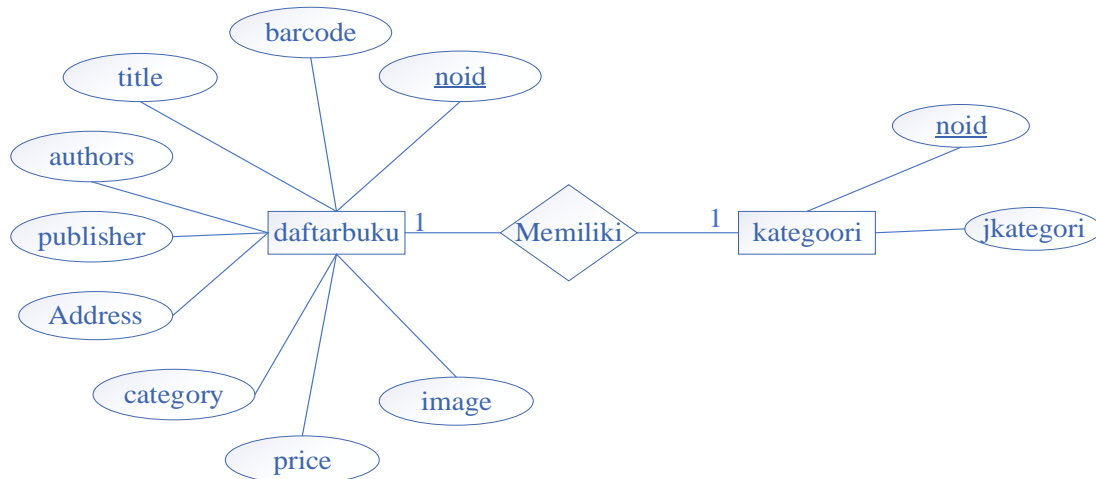 barcode
title
noid
authors
noid
publisher
daftarbuku
1
Memiliki
1
kategoori
jkategori
Address
category
image
price